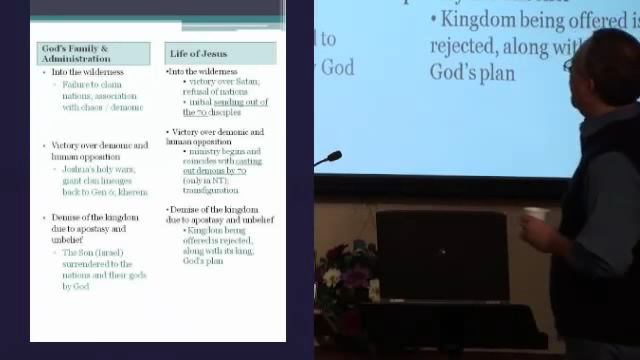 God's Family &
Administration
Into the wilderness
Failure to claim
nations, association
with chaos / demonic
Victory over demonic and
human opposition
Joshua's holy wars,
giant clan lineages
back to Gen 6, kherem
Demise of the kingdom
due to apostasy and
unbelief
The Son (Israel)
surrendered to the
nations and their gods
by God
Life of Jesus
•Into the wilderness
• victory over Satan,
refusal of nations
• initial sending out of
the 70 disciples
Victory over demonic and
human opposition
• ministry begins and
coincides with casting
out demons by 70
(only in NT);
transfiguration
•Demise of the kingdom
due to apostasy and
unbelief
•Kingdom being
offered is rejected,
along with its king;
God's plan
d to
God
• Kingdom being offered is
rejected, along with
God's plan